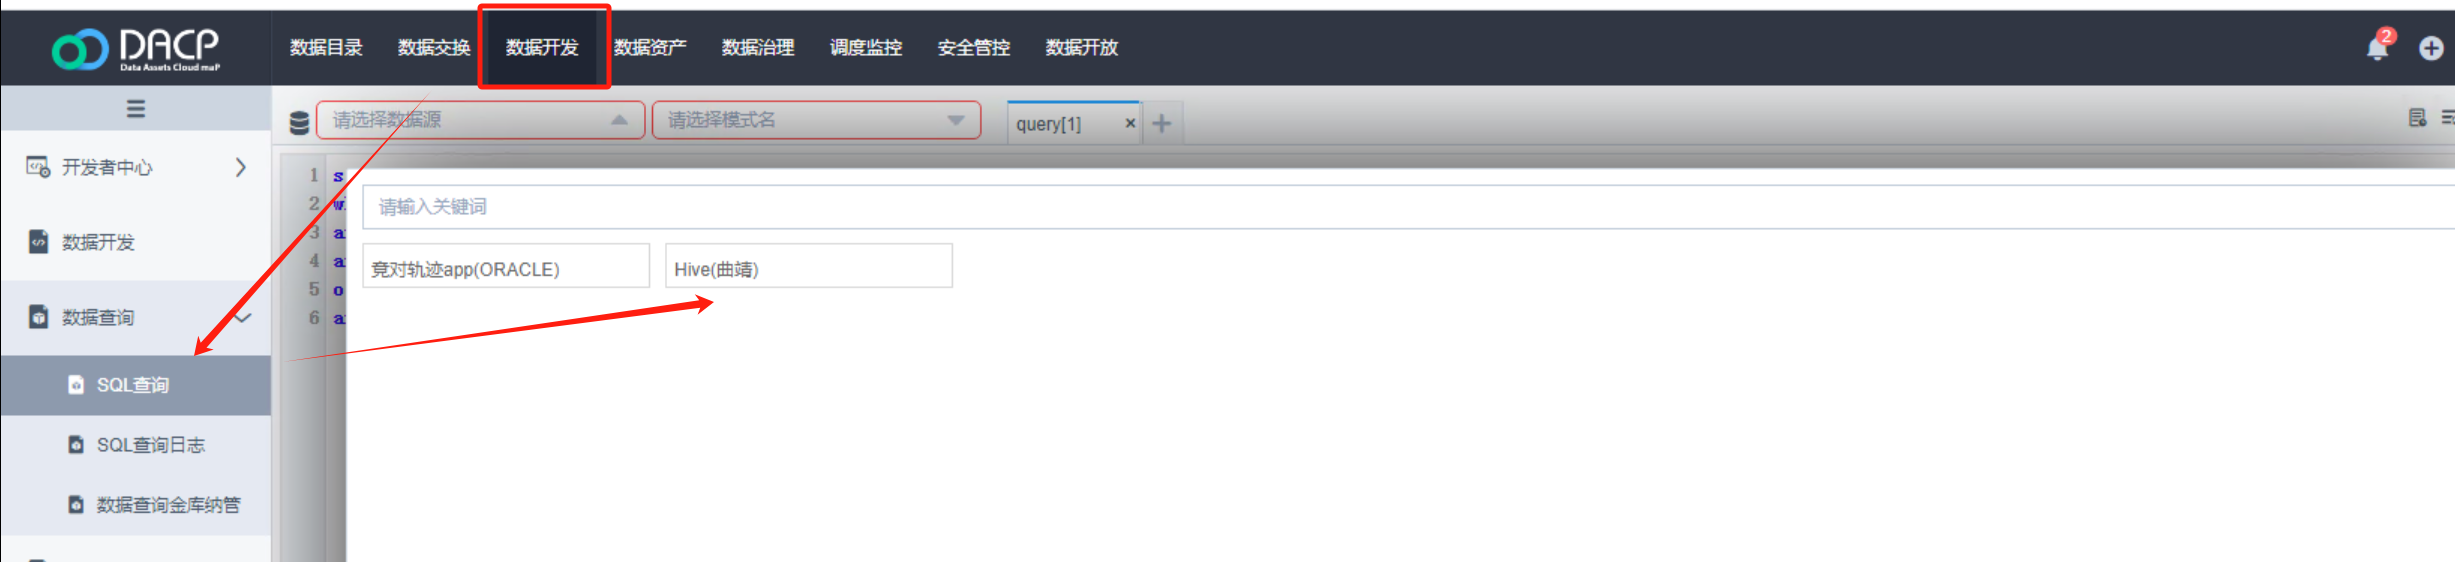 DACP
Data Assets Cloud maP
数据目录 数据交换 数据开发 数据资产 数据治理 调度监控 安全管控 数据开放
2
请选择数据源 请选择模式名 query[1] × +
开发者中心
数据开发
数据查询
SQL查询
SQL查询日志
数据查询金库纳管
1 s
2 w
3 a
4 a
5 o
6 a
请输入关键词
竞对轨迹app(ORACLE) Hive(曲靖)